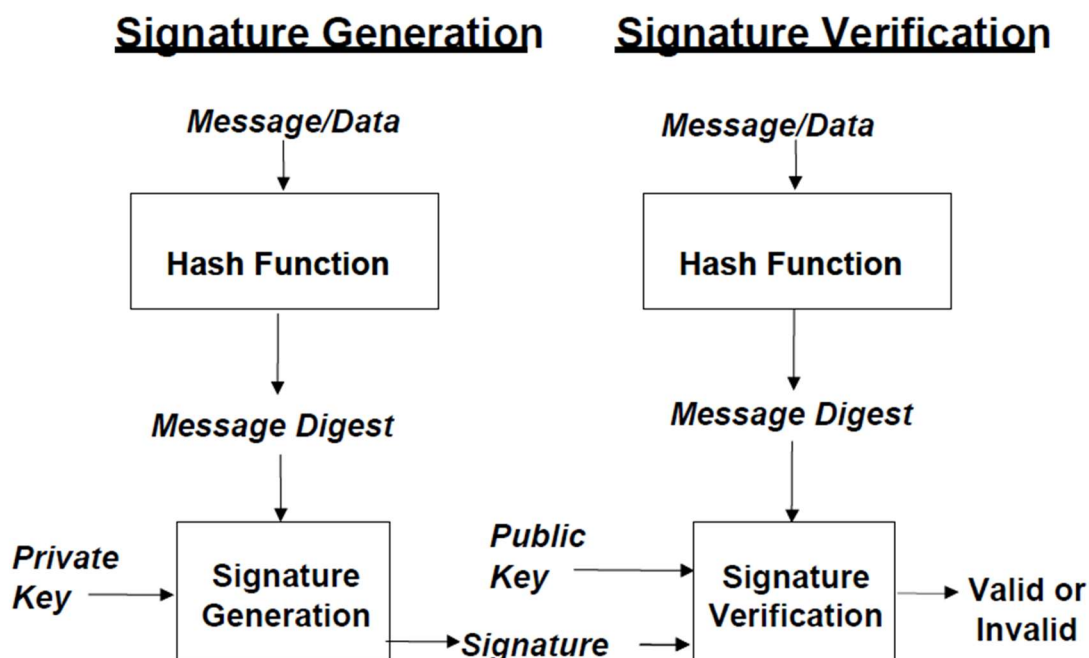 Signature Generation
Signature Verification
Message/Data
Message/Data
Hash Function
Hash Function
Message Digest
Message Digest
Private
Key
Signature
Generation
Public
Key
Signature
Signature
Verification
Valid or
Invalid